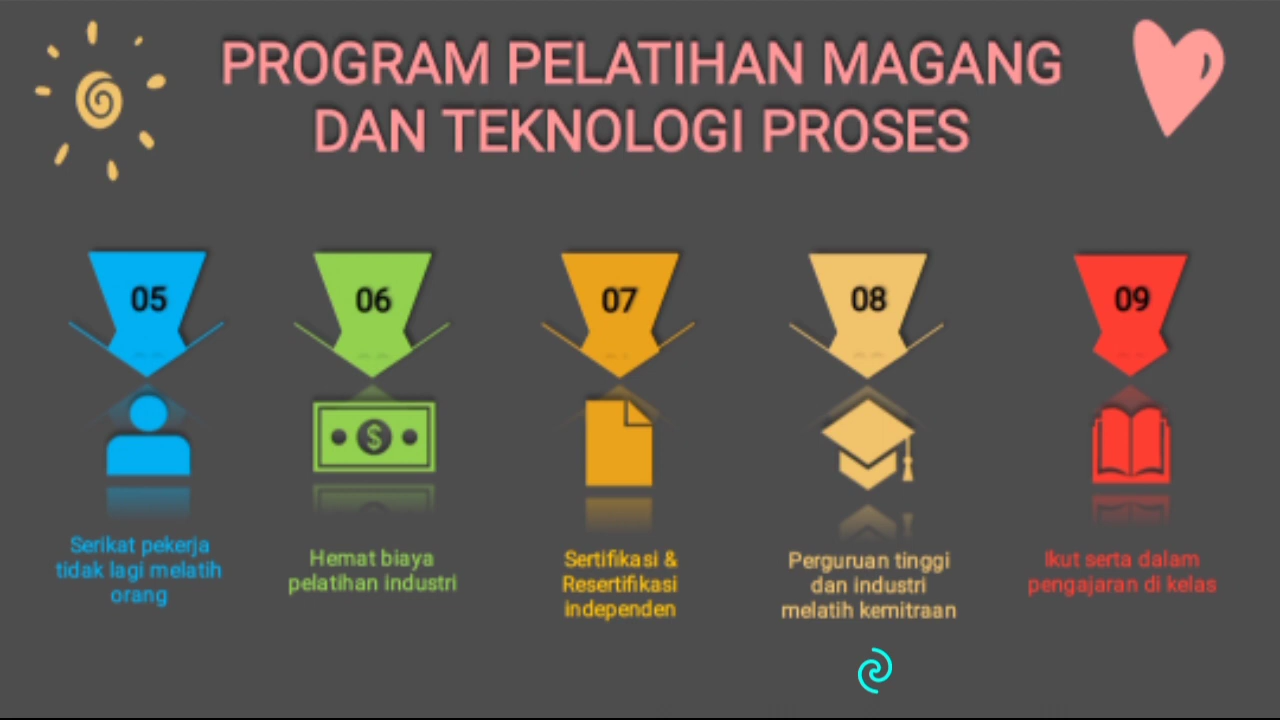 PROGRAM PELATIHAN MAGANG
DAN TEKNOLOGI PROSES
05
06
07
08
09
$
Serikat pekerja
tidak lagi melatih
orang
Hemat biaya
pelatihan industri
Sertifikasi &
Resertifikasi
independen
Perguruan tinggi
dan industri
melatih kemitraan
Ikut serta dalam
pengajaran di kelas